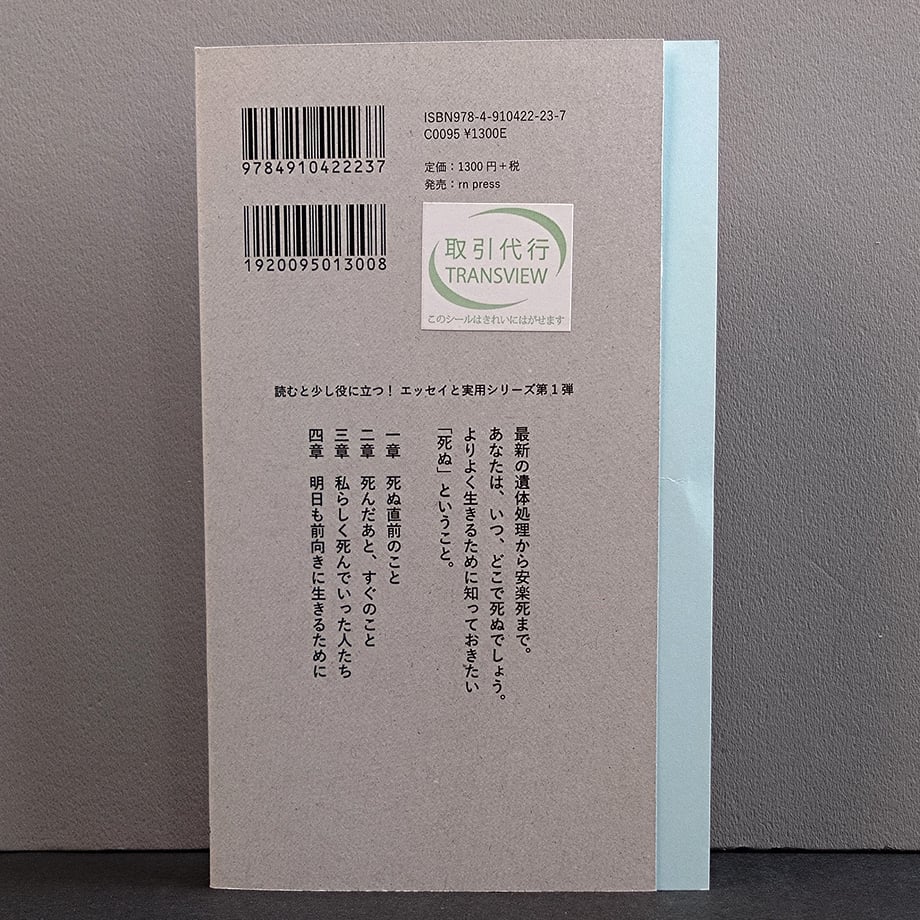 ISBN978-4-910422-23-7
C0095 ¥1300E
9784910422237
定価：1300円＋税
発売：rn press
1920095013008
取引代行
TRANSVIEW
このシールはきれいにはがせます
読むと少し役に立つ！ エッセイと実用シリーズ第1弾
最新の遺体処理から安楽死まで。
あなたは、いつ、どこで死ぬでしょう。
よりよく生きるために知っておきたい
「死ぬ」ということ。
一章　死ぬ直前のこと
二章　死んだあと、すぐのこと
三章　私らしく死んでいった人たち
四章　明日も前向きに生きるために